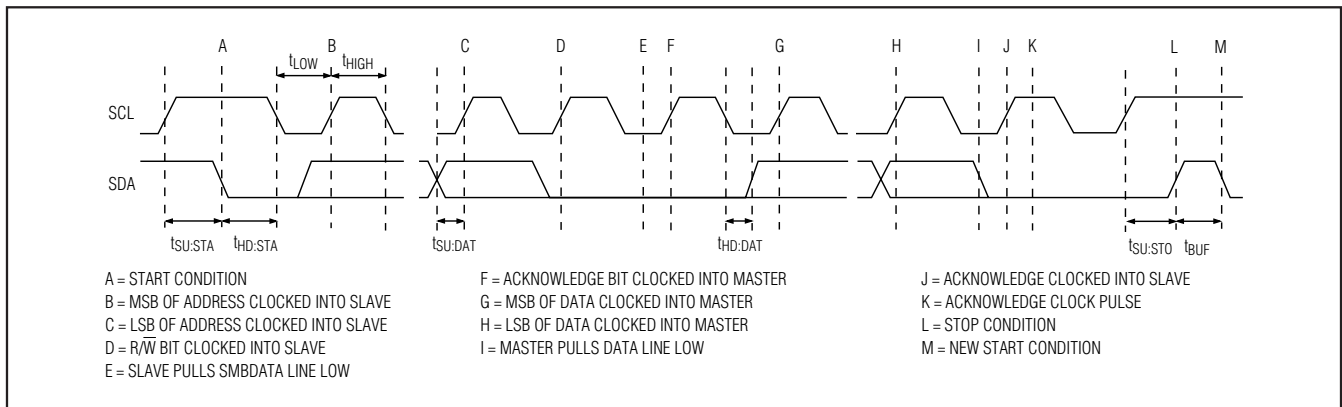 A B C D E F G H I J K L M
tLOW tHIGH
SCL
SDA
tSU:STA tHD:STA tSU:DAT tHD:DAT tSU:STO tBUF
A = START CONDITION
B = MSB OF ADDRESS CLOCKED INTO SLAVE
C = LSB OF ADDRESS CLOCKED INTO SLAVE
D = R/W̅ BIT CLOCKED INTO SLAVE
E = SLAVE PULLS SMBDATA LINE LOW
F = ACKNOWLEDGE BIT CLOCKED INTO MASTER
G = MSB OF DATA CLOCKED INTO MASTER
H = LSB OF DATA CLOCKED INTO MASTER
I = MASTER PULLS DATA LINE LOW
J = ACKNOWLEDGE CLOCKED INTO SLAVE
K = ACKNOWLEDGE CLOCK PULSE
L = STOP CONDITION
M = NEW START CONDITION